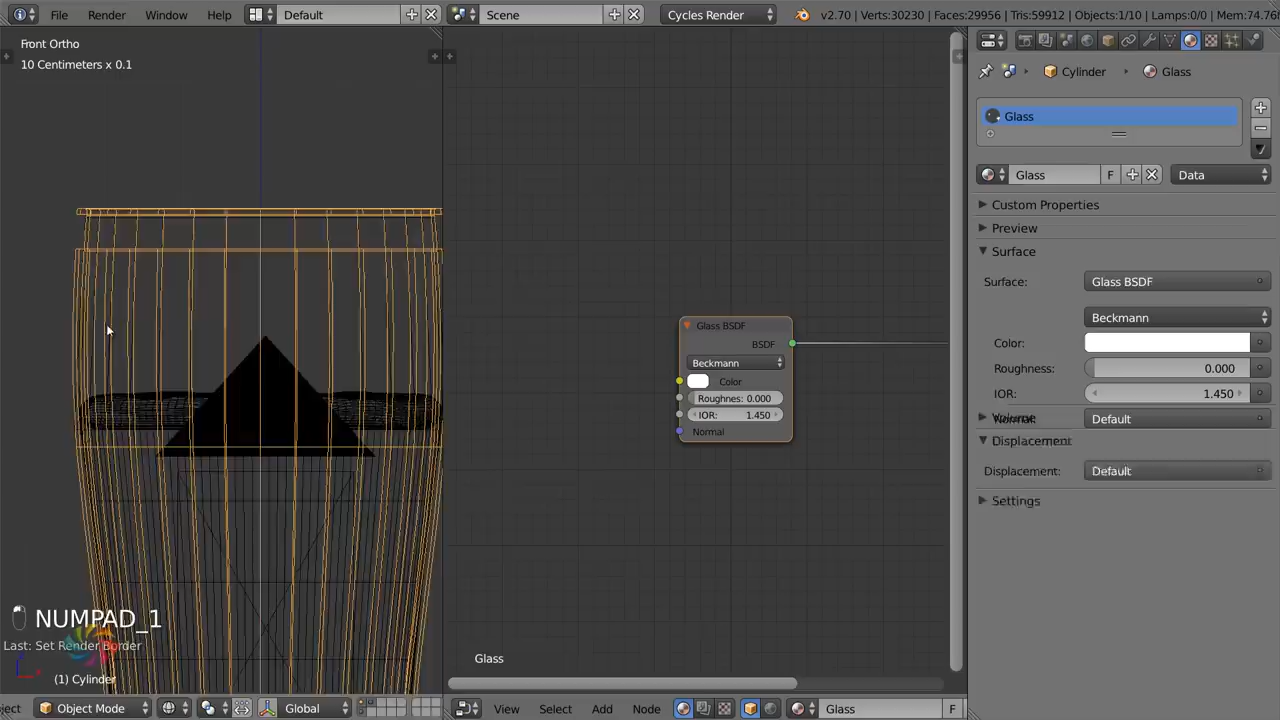 File Render Window Help Default Scene Cycles Render v2.70 | Verts:30230 | Faces:29956 | Tris:59912 | Objects:1/10 | Lamps:0/0 | Mem:74.76
Front Ortho
10 Centimeters x 0.1
Cylinder Glass
Glass
Glass F Data
Custom Properties
Preview
Surface
Surface: Glass BSDF
Beckmann
Color:
Roughness: 0.000
IOR: 1.450
Normal: Default
Volume
Displacement
Displacement: Default
Settings
Glass BSDF
BSDF
Beckmann
Color
Roughnes: 0.000
IOR: 1.450
Normal
NUMPAD_1
Last: Set Render Border
(1) Cylinder
Glass
ject Object Mode Global View Select Add Node Glass F